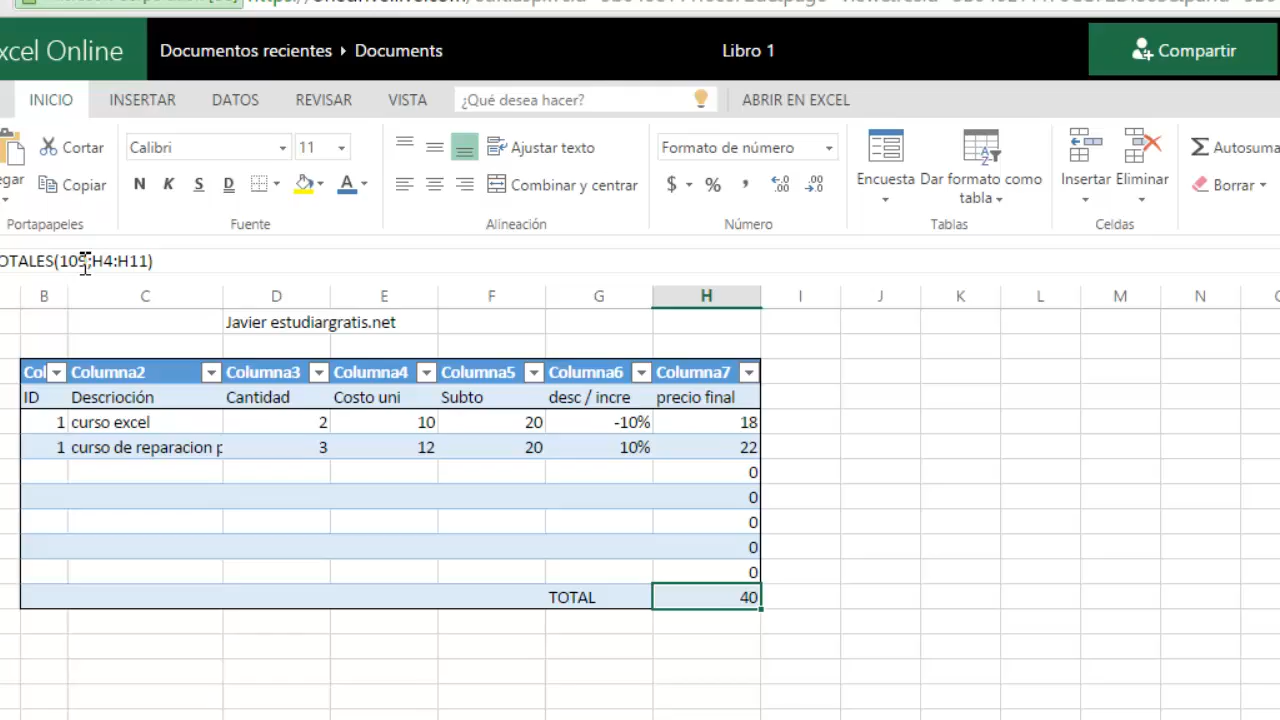 xcel Online
Documentos recientes ▸ Documents
Libro 1
Compartir
INICIO INSERTAR DATOS REVISAR VISTA ¿Qué desea hacer? ABRIR EN EXCEL
Cortar
Copiar
egar
Portapapeles
Calibri 11
N K S D A
Fuente
Ajustar texto
Combinar y centrar
Alineación
Formato de número
$ %
Número
Encuesta
Dar formato como
tabla
Tablas
Insertar Eliminar
Celdas
Σ Autosuma
Borrar
OTALES(109;H4:H11)
B C D E F G H I J K L M N
Javier estudiargratis.net
Col Columna2 Columna3 Columna4 Columna5 Columna6 Columna7
ID Descrioción Cantidad Costo uni Subto desc / incre precio final
1 curso excel 2 10 20 -10% 18
1 curso de reparacion p 3 12 20 10% 22
0
0
0
0
0
TOTAL 40